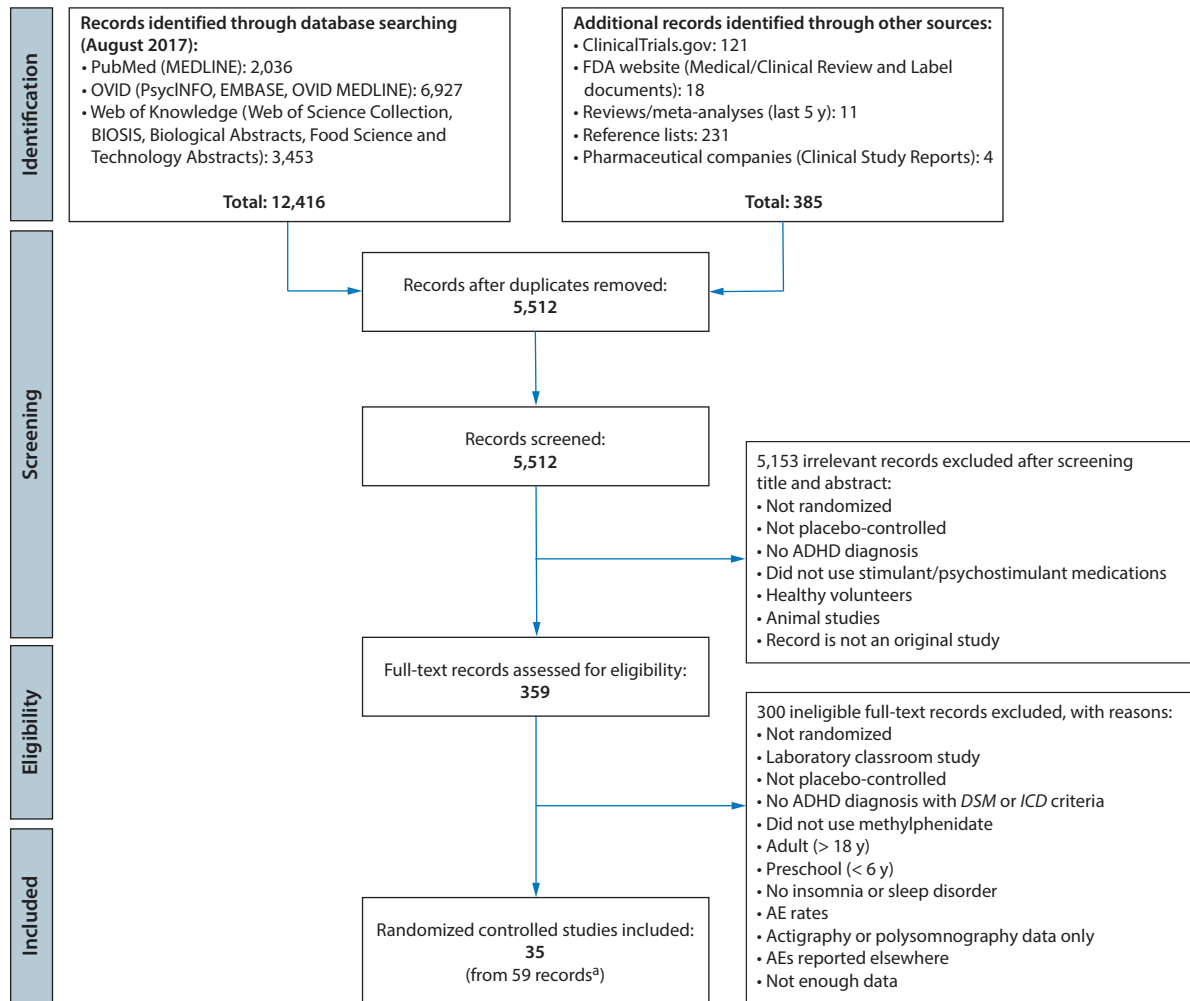 Identification
Records identified through database searching
(August 2017):
• PubMed (MEDLINE): 2,036
• OVID (PsycINFO, EMBASE, OVID MEDLINE): 6,927
• Web of Knowledge (Web of Science Collection,
BIOSIS, Biological Abstracts, Food Science and
Technology Abstracts): 3,453
Total: 12,416
Additional records identified through other sources:
• ClinicalTrials.gov: 121
• FDA website (Medical/Clinical Review and Label
documents): 18
• Reviews/meta-analyses (last 5 y): 11
• Reference lists: 231
• Pharmaceutical companies (Clinical Study Reports): 4
Total: 385
Screening
Records after duplicates removed:
5,512
Records screened:
5,512
5,153 irrelevant records excluded after screening
title and abstract:
• Not randomized
• Not placebo-controlled
• No ADHD diagnosis
• Did not use stimulant/psychostimulant medications
• Healthy volunteers
• Animal studies
• Record is not an original study
Eligibility
Full-text records assessed for eligibility:
359
300 ineligible full-text records excluded, with reasons:
• Not randomized
• Laboratory classroom study
• Not placebo-controlled
• No ADHD diagnosis with DSM or ICD criteria
• Did not use methylphenidate
• Adult (> 18 y)
• Preschool (< 6 y)
• No insomnia or sleep disorder
• AE rates
• Actigraphy or polysomnography data only
• AEs reported elsewhere
• Not enough data
Included
Randomized controlled studies included:
35
(from 59 recordsᵃ)